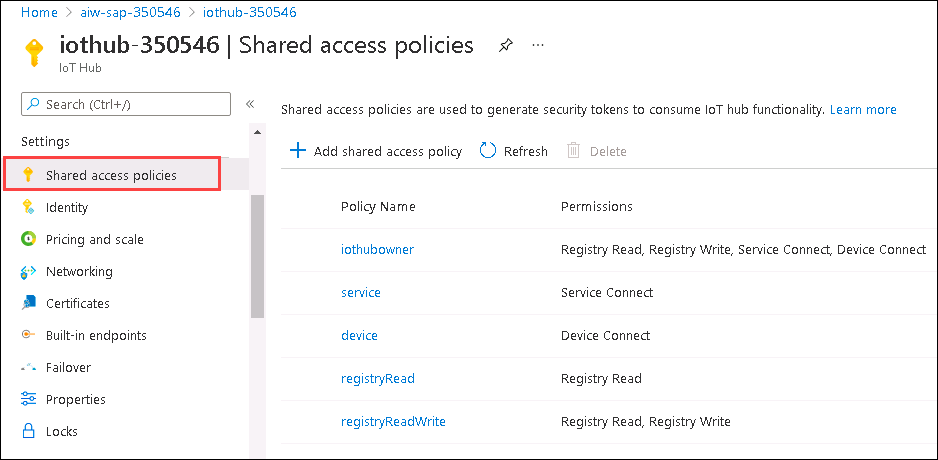 Home > aiw-sap-350546 > iothub-350546
iothub-350546 | Shared access policies ...
IoT Hub
Search (Ctrl+/) «
Settings
Shared access policies
Identity
Pricing and scale
Networking
Certificates
Built-in endpoints
Failover
Properties
Locks
Shared access policies are used to generate security tokens to consume IoT hub functionality. Learn more
Add shared access policy Refresh Delete
Policy Name Permissions
iothubowner Registry Read, Registry Write, Service Connect, Device Connect
service Service Connect
device Device Connect
registryRead Registry Read
registryReadWrite Registry Read, Registry Write